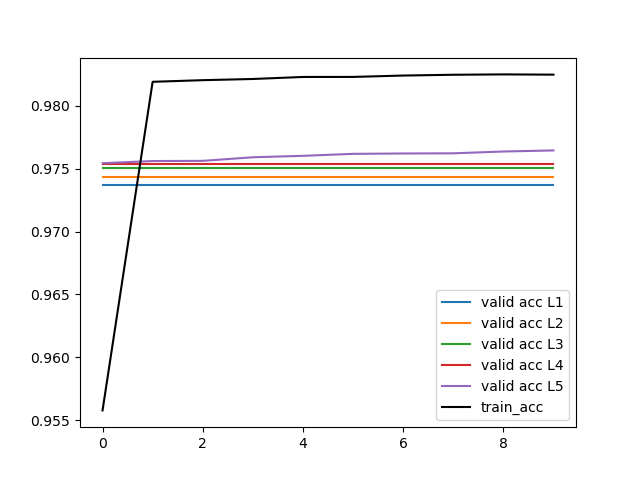 0.980
0.975
0.970
0.965
0.960
0.955
0 2 4 6 8
valid acc L1
valid acc L2
valid acc L3
valid acc L4
valid acc L5
train_acc